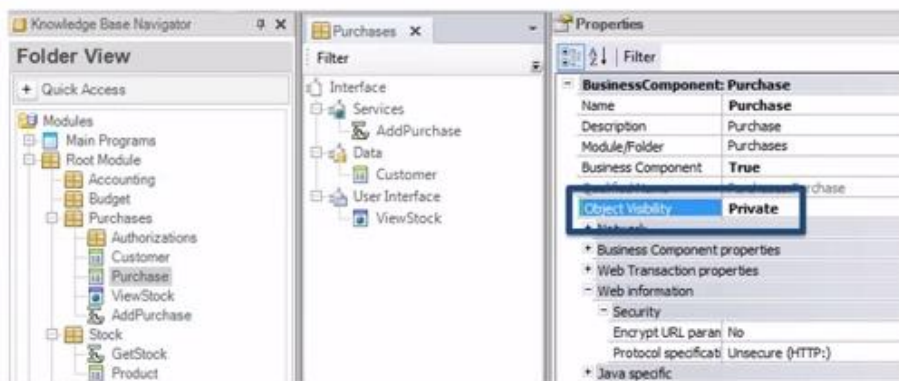 Knowledge Base Navigator
Folder View
Quick Access
Modules
Main Programs
Root Module
Accounting
Budget
Purchases
Authorizations
Customer
Purchase
ViewStock
AddPurchase
Stock
GetStock
Product
Purchases
Filter
Interface
Services
AddPurchase
Data
Customer
User Interface
ViewStock
Properties
Filter
BusinessComponent: Purchase
Name Purchase
Description Purchase
Module/Folder Purchases
Business Component True
Object Visibility Private
Business Component properties
Web Transaction properties
Web information
Security
Encrypt URL param No
Protocol specificati Unsecure (HTTP:)
Java specific